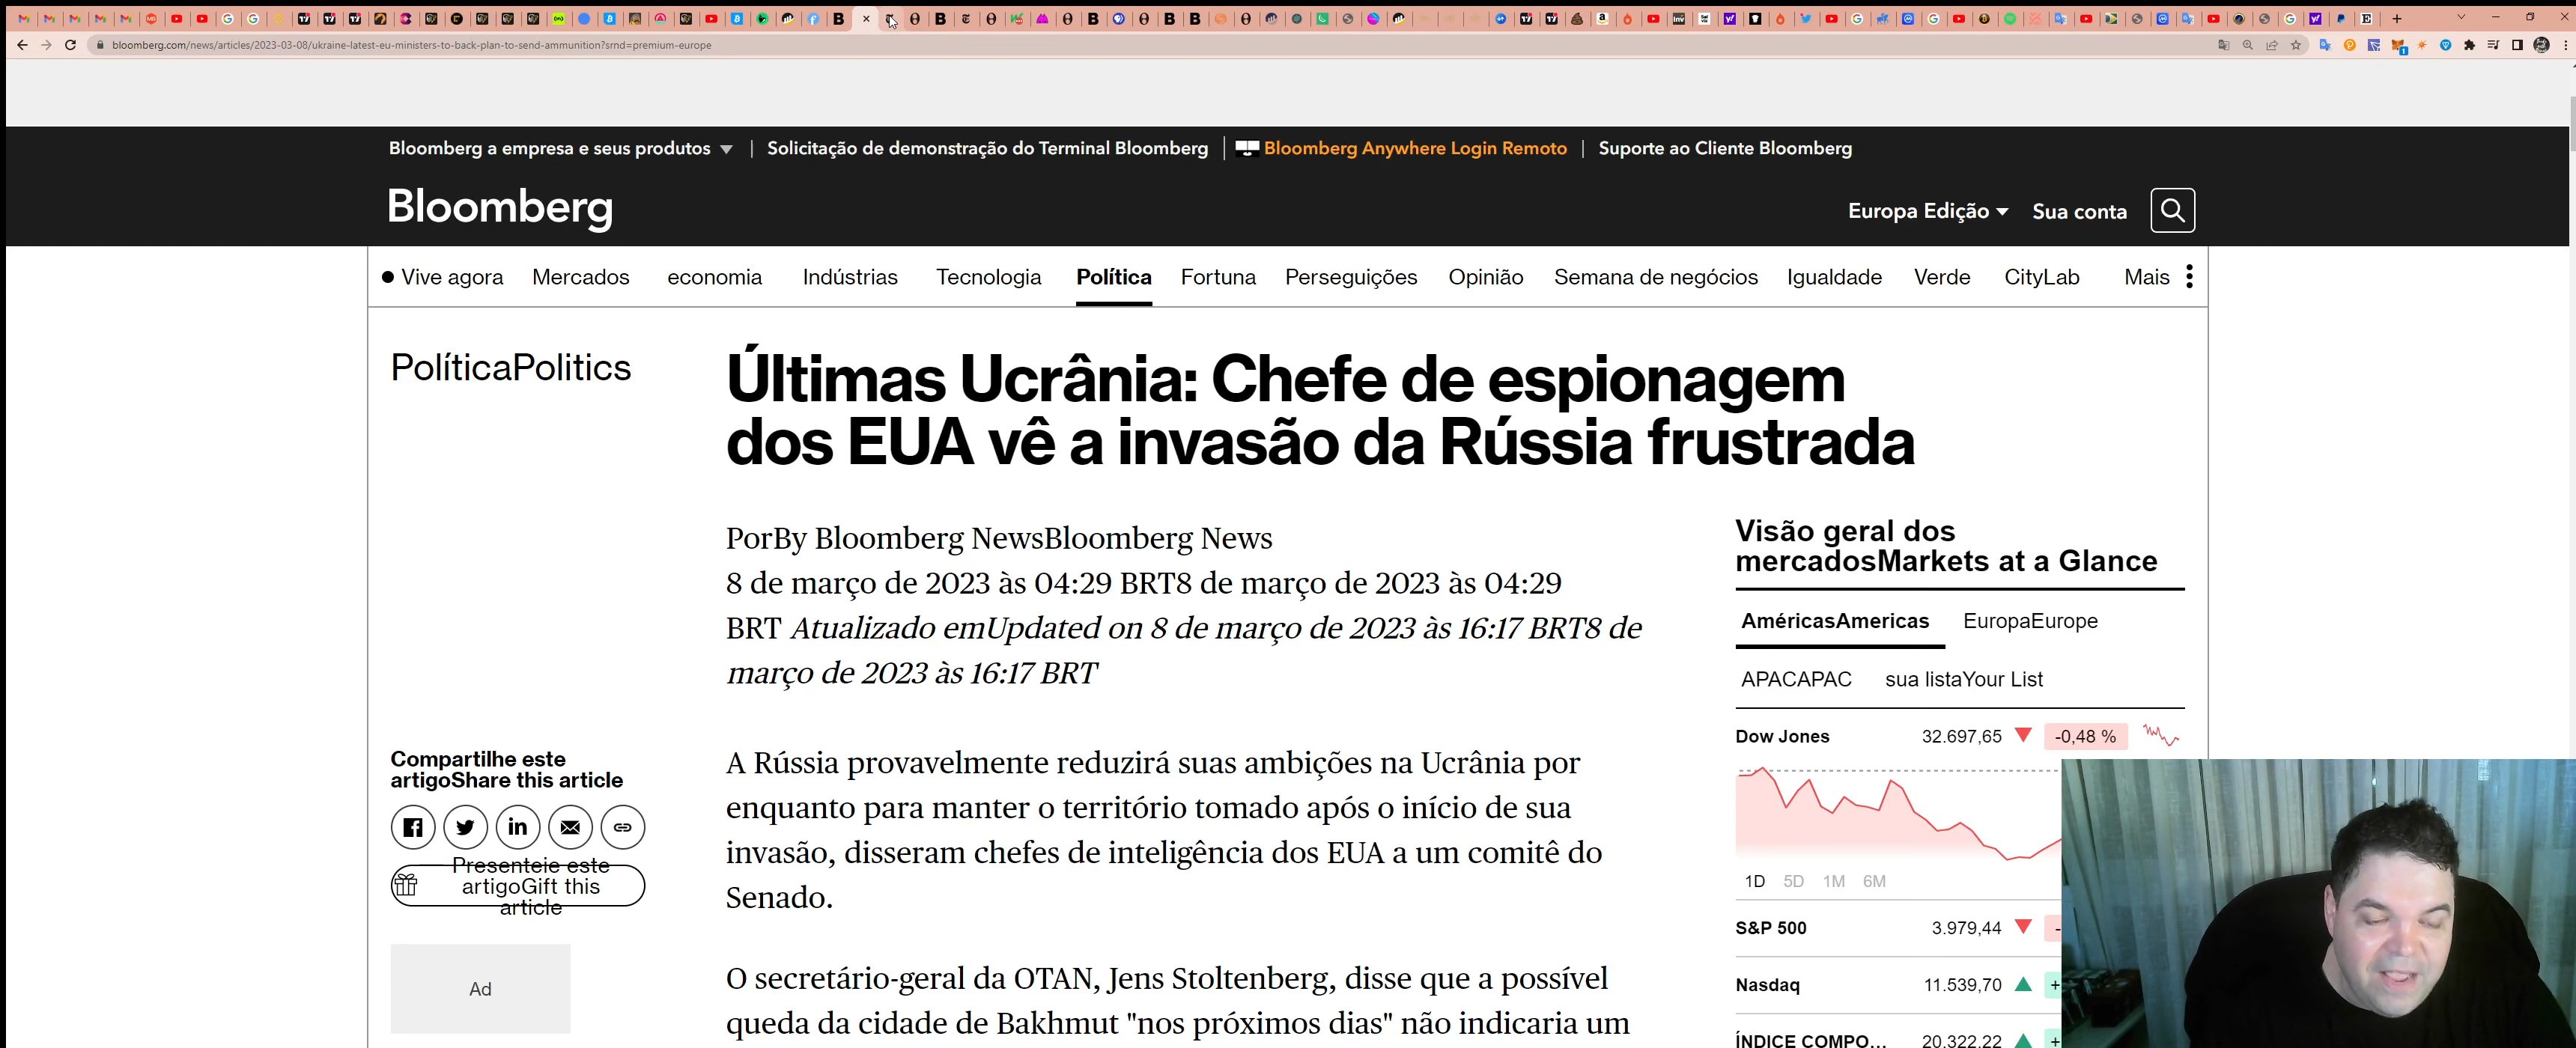 bloomberg.com/news/articles/2023-03-08/ukraine-latest-eu-ministers-to-back-plan-to-send-ammunition?srnd=premium-europe
Bloomberg a empresa e seus produtos
Solicitação de demonstração do Terminal Bloomberg
Bloomberg Anywhere Login Remoto
Suporte ao Cliente Bloomberg
Bloomberg
Europa Edição
Sua conta
Vive agora
Mercados
economia
Indústrias
Tecnologia
Política
Fortuna
Perseguições
Opinião
Semana de negócios
Igualdade
Verde
CityLab
Mais
PolíticaPolitics
Últimas Ucrânia: Chefe de espionagem
dos EUA vê a invasão da Rússia frustrada
PorBy Bloomberg NewsBloomberg News
8 de março de 2023 às 04:29 BRT8 de março de 2023 às 04:29
BRT Atualizado emUpdated on 8 de março de 2023 às 16:17 BRT8 de
março de 2023 às 16:17 BRT
Compartilhe este
artigoShare this article
Presenteie este
artigoGift this
article
Ad
A Rússia provavelmente reduzirá suas ambições na Ucrânia por
enquanto para manter o território tomado após o início de sua
invasão, disseram chefes de inteligência dos EUA a um comitê do
Senado.
O secretário-geral da OTAN, Jens Stoltenberg, disse que a possível
queda da cidade de Bakhmut "nos próximos dias" não indicaria um
Visão geral dos
mercadosMarkets at a Glance
AméricasAmericas
EuropaEurope
APACAPAC
sua listaYour List
Dow Jones 32.697,65 -0,48 %
1D 5D 1M 6M
S&P 500 3.979,44 -
Nasdaq 11.539,70 +
ÍNDICE COMPO... 20.322,22 +